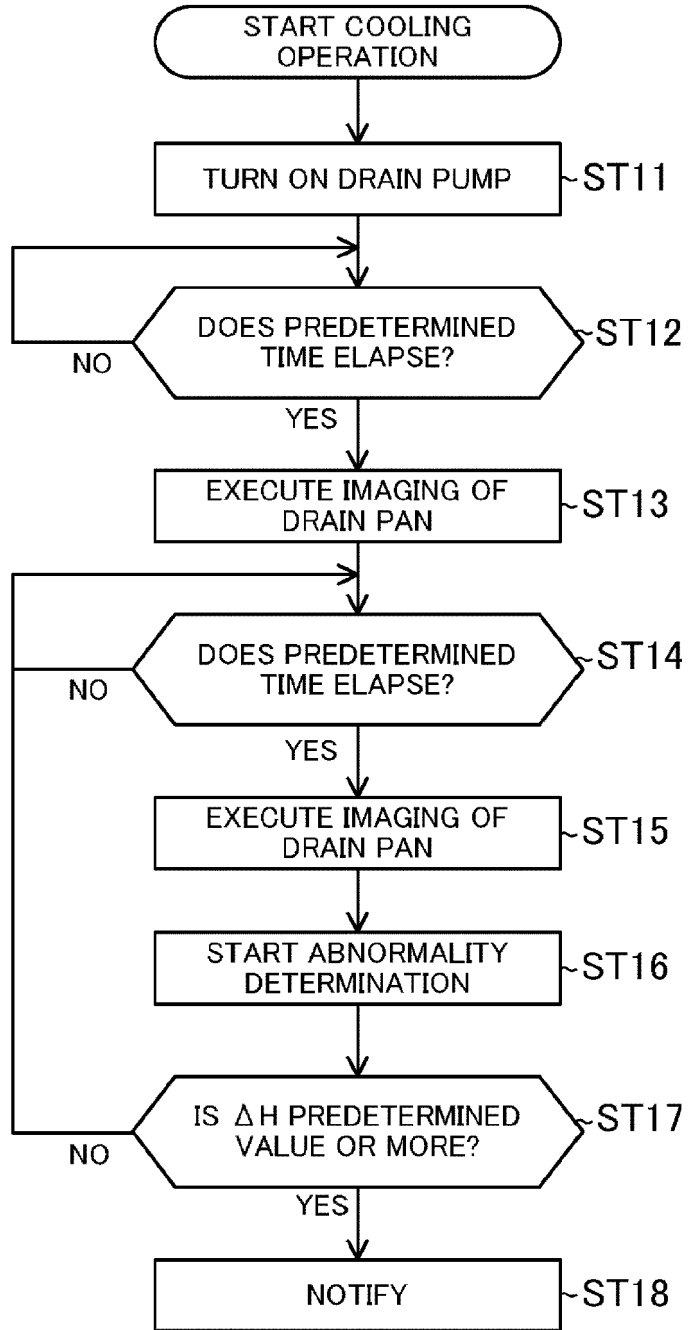 START COOLING
OPERATION
TURN ON DRAIN PUMP
ST11
DOES PREDETERMINED
TIME ELAPSE?
ST12
NO
YES
EXECUTE IMAGING OF
DRAIN PAN
ST13
DOES PREDETERMINED
TIME ELAPSE?
ST14
NO
YES
EXECUTE IMAGING OF
DRAIN PAN
ST15
START ABNORMALITY
DETERMINATION
ST16
IS ΔH PREDETERMINED
VALUE OR MORE?
ST17
NO
YES
NOTIFY
ST18